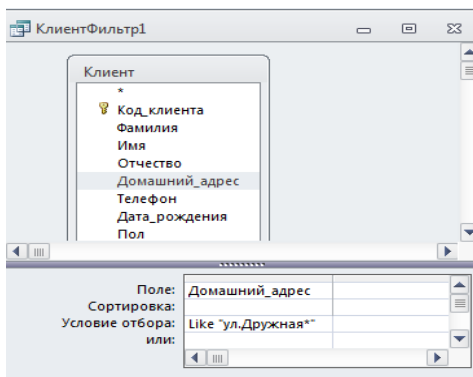 КлиентФильтр1
Клиент
*
Код_клиента
Фамилия
Имя
Отчество
Домашний_адрес
Телефон
Дата_рождения
Пол
Поле: Домашний_адрес
Сортировка:
Условие отбора: Like "ул.Дружная*"
или: